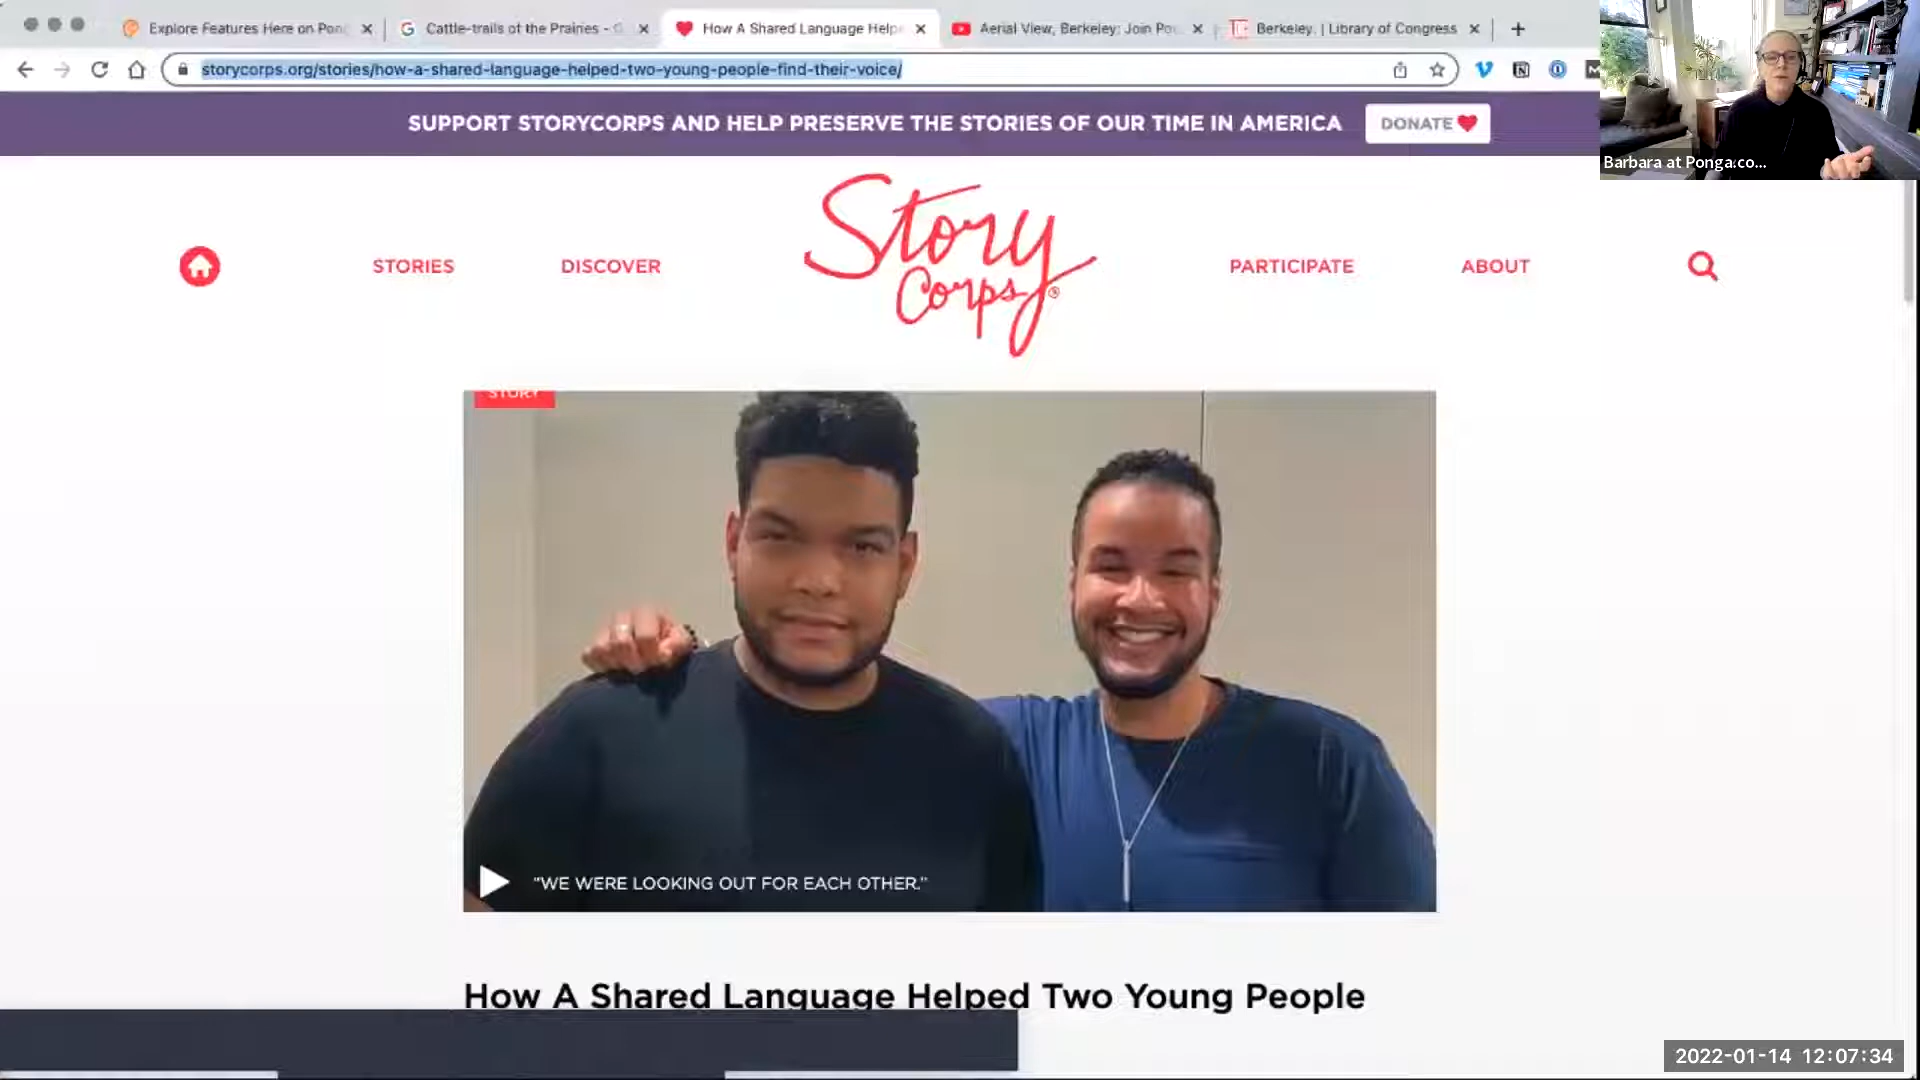 Explore Features Here on Pon
Cattle-trails of the Prairies - G
How A Shared Language Helpe
Aerial View, Berkeley: Join Po
Berkeley. | Library of Congress
storycorps.org/stories/how-a-shared-language-helped-two-young-people-find-their-voice/
Barbara at Ponga.co...
SUPPORT STORYCORPS AND HELP PRESERVE THE STORIES OF OUR TIME IN AMERICA
DONATE
STORIES
DISCOVER
Story
Corps®
PARTICIPATE
ABOUT
STORY
"WE WERE LOOKING OUT FOR EACH OTHER."
How A Shared Language Helped Two Young People
2022-01-14 12:07:34